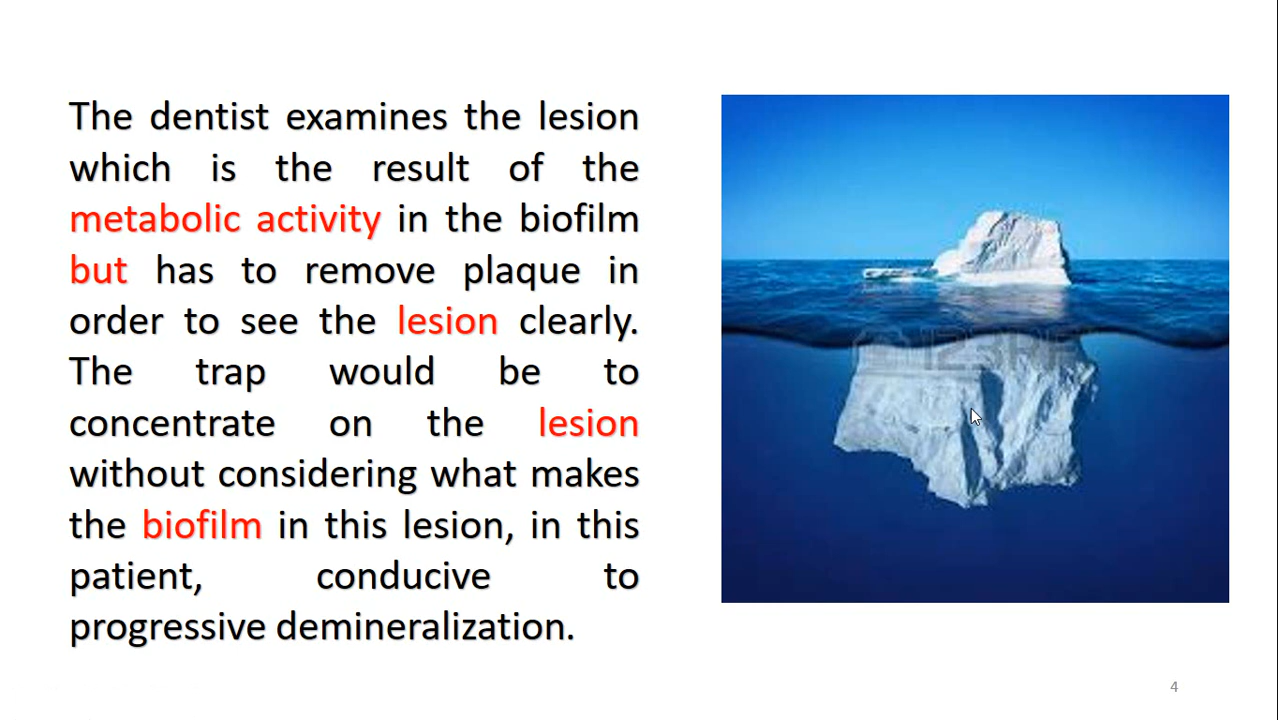 The dentist examines the lesion
which is the result of the
metabolic activity in the biofilm
but has to remove plaque in
order to see the lesion clearly.
The trap would be to
concentrate on the lesion
without considering what makes
the biofilm in this lesion, in this
patient, conducive to
progressive demineralization.
123RF
4